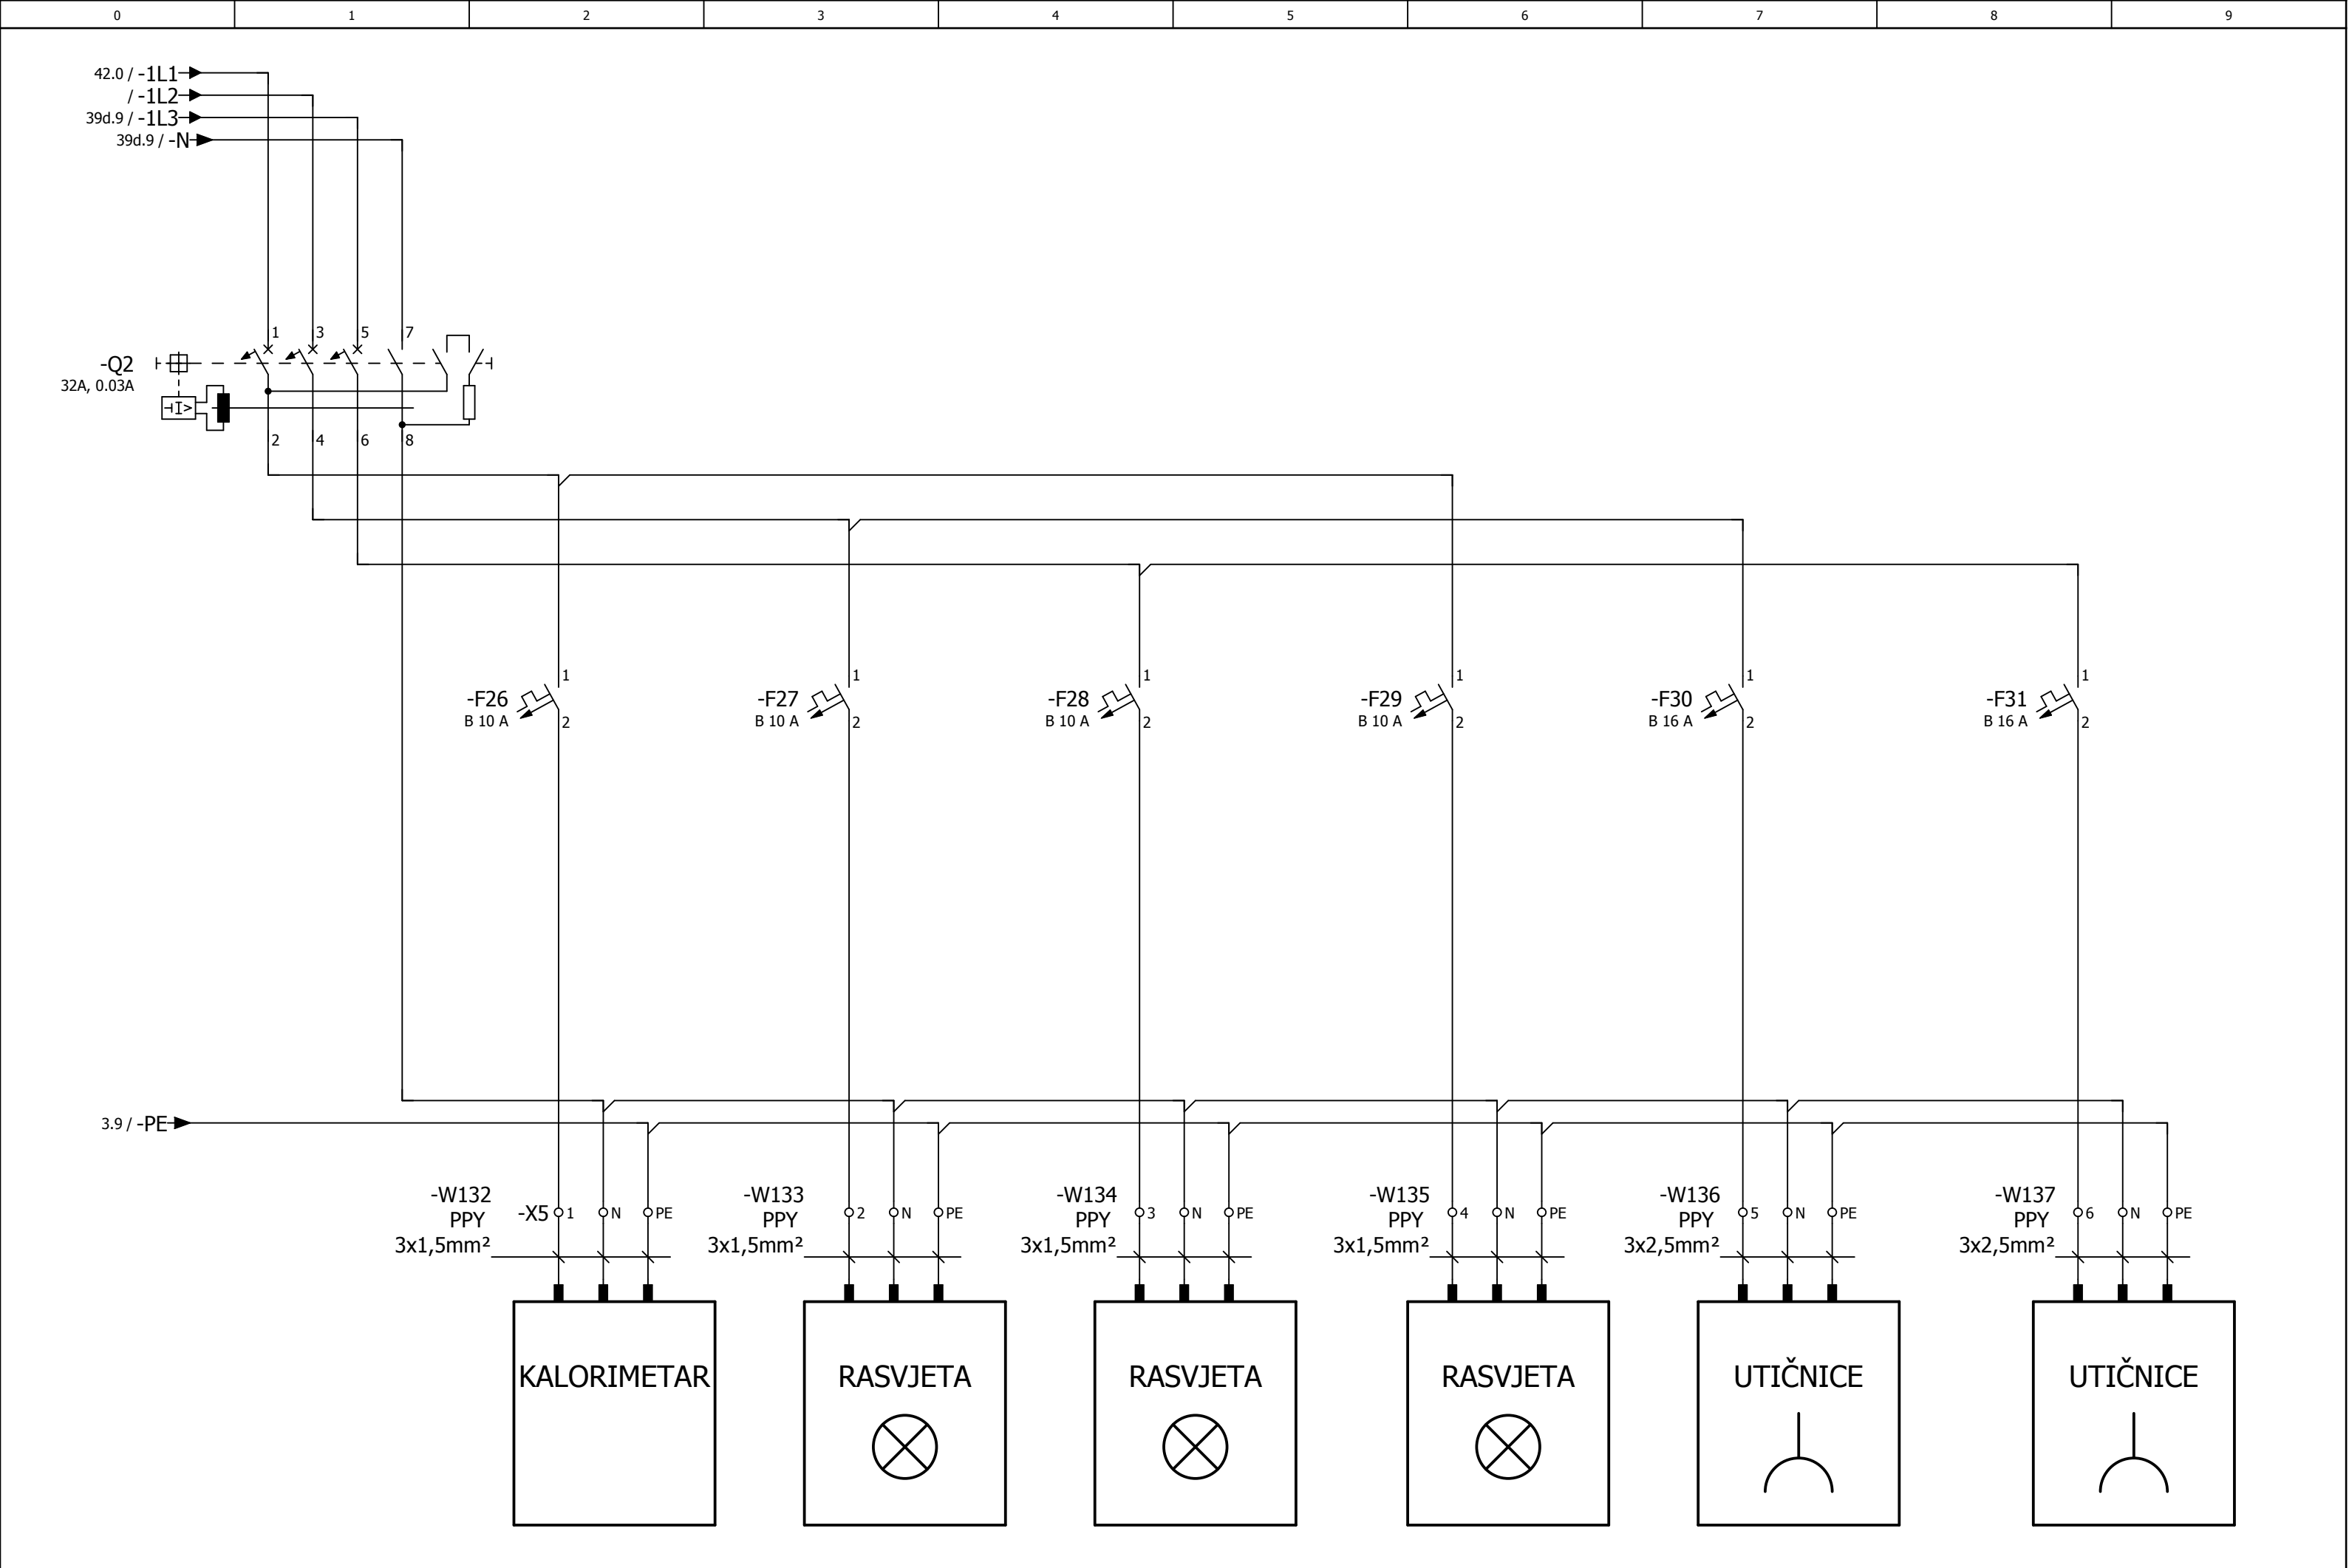 0 1 2 3 4 5 6 7 8 9
42.0 / -1L1
/ -1L2
39d.9 / -1L3
39d.9 / -N
1 3 5 7
-Q2
32A, 0.03A
I>
2 4 6 8
1 1 1 1 1 1
-F26 -F27 -F28 -F29 -F30 -F31
B 10 A B 10 A B 10 A B 10 A B 16 A B 16 A
2 2 2 2 2 2
3.9 / -PE
-W132 -W133 -W134 -W135 -W136 -W137
PPY -X5 1 N PE PPY 2 N PE PPY 3 N PE PPY 4 N PE PPY 5 N PE PPY 6 N PE
3x1,5mm² 3x1,5mm² 3x1,5mm² 3x1,5mm² 3x2,5mm² 3x2,5mm²
KALORIMETAR RASVJETA RASVJETA RASVJETA UTIČNICE UTIČNICE